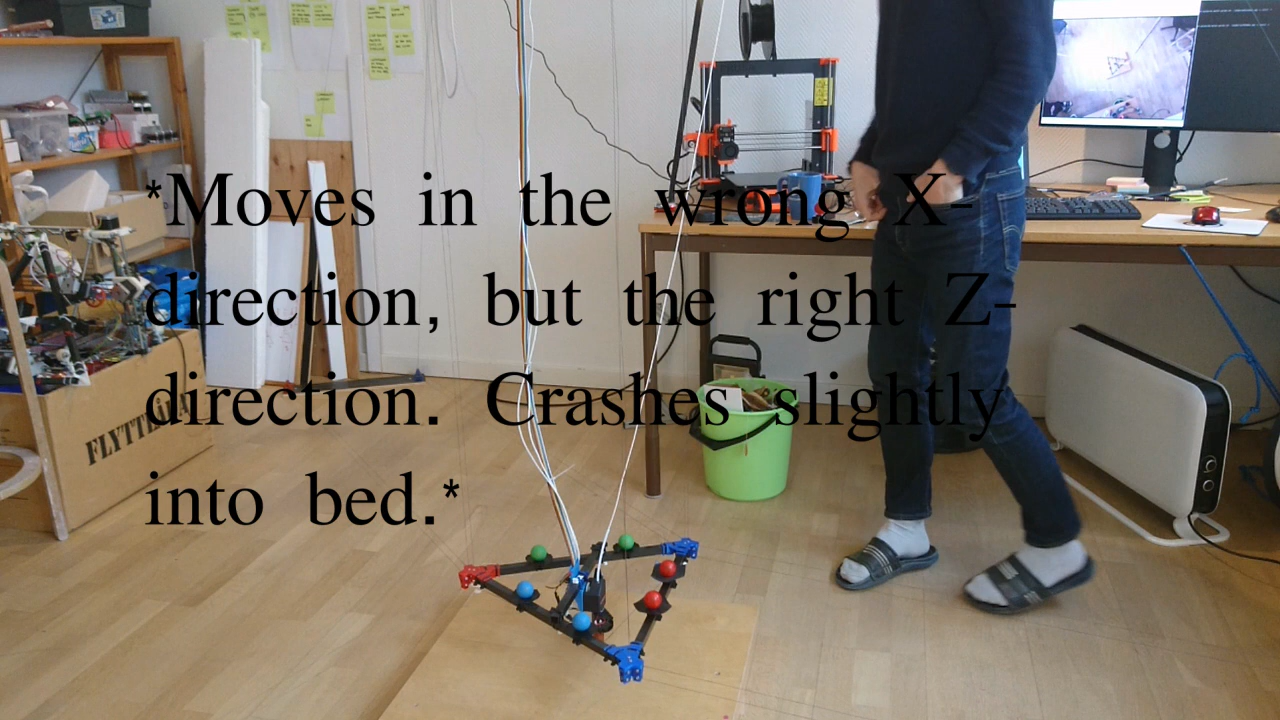 *Moves in the wrong X-
direction, but the right Z-
direction. Crashes slightly
into bed.*